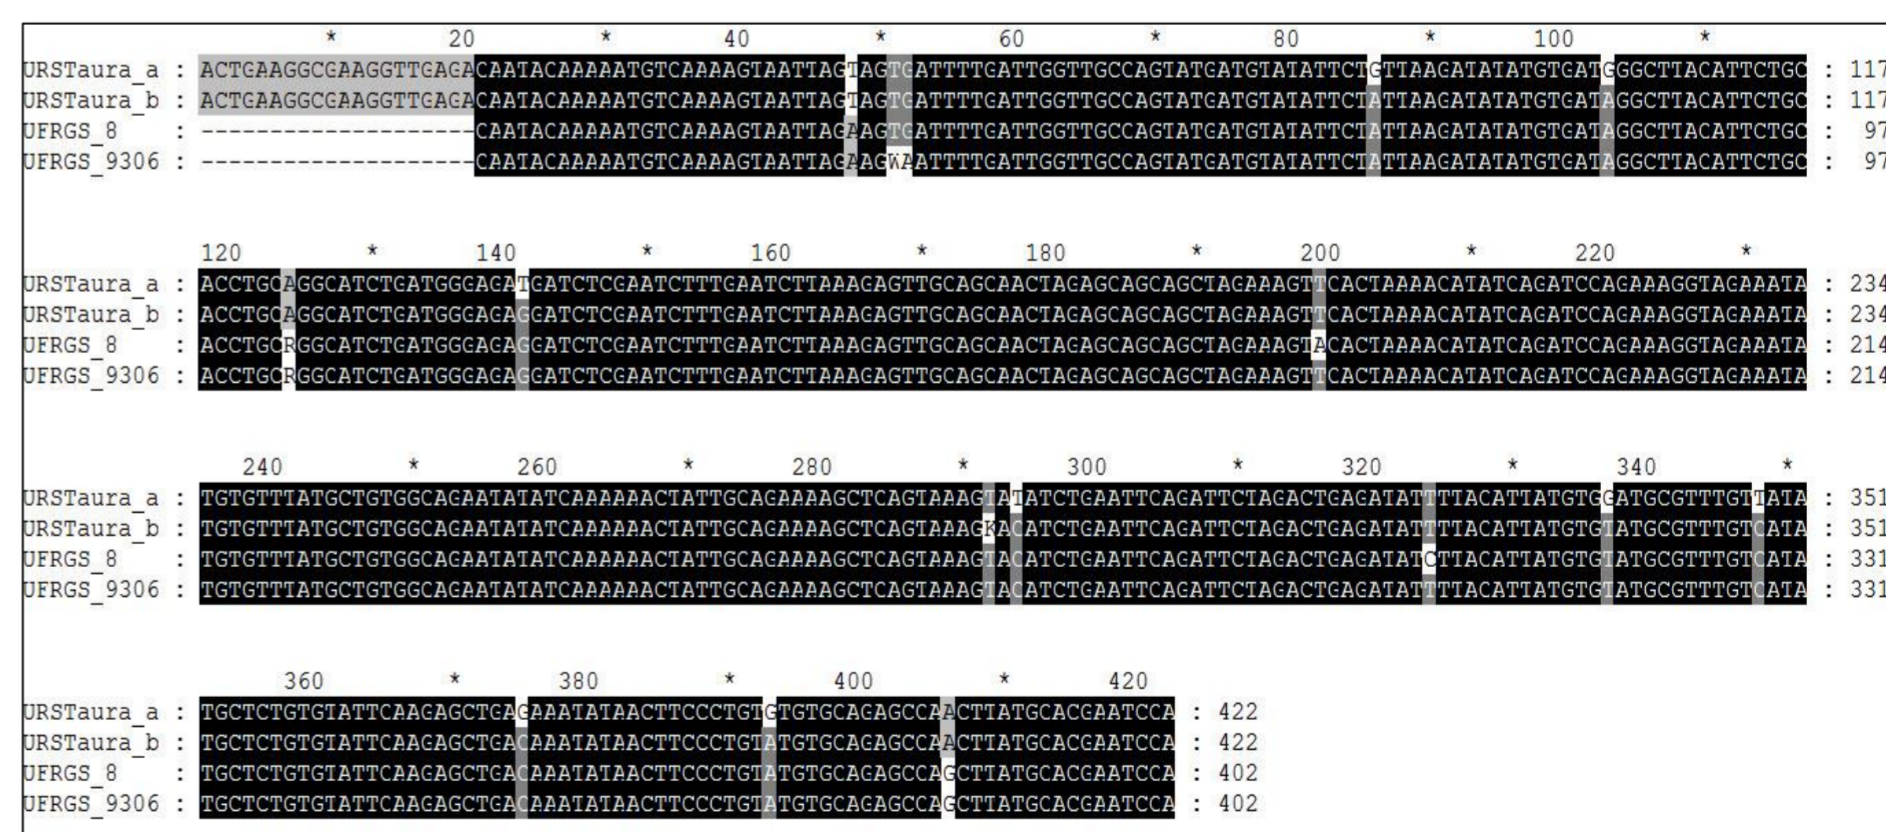 * 20 * 40 * 60 * 80 * 100 *
URSTaura_a : ACTGAAGGCGAAGGTTGAGACAATACAAAAATGTCAAAAGTAATTAGTAGTGATTTTGATTGGTTGCCAGTATGATGTATATTCTGTTAAGATATATGTGATGGGCTTACATTCTGC : 117
URSTaura_b : ACTGAAGGCGAAGGTTGAGACAATACAAAAATGTCAAAAGTAATTAGTAGTGATTTTGATTGGTTGCCAGTATGATGTATATTCTATTAAGATATATGTGATAGGCTTACATTCTGC : 117
UFRGS_8 : --------------------CAATACAAAAATGTCAAAAGTAATTAGAAGTGATTTTGATTGGTTGCCAGTATGATGTATATTCTATTAAGATATATGTGATAGGCTTACATTCTGC : 97
UFRGS_9306 : --------------------CAATACAAAAATGTCAAAAGTAATTAGAAGWAATTTTGATTGGTTGCCAGTATGATGTATATTCTATTAAGATATATGTGATAGGCTTACATTCTGC : 97
120 * 140 * 160 * 180 * 200 * 220 *
URSTaura_a : ACCTGCAGGCATCTGATGGGAGATGATCTCGAATCTTTGAATCTTAAAGAGTTGCAGCAACTAGAGCAGCAGCTAGAAAGTTCACTAAAACATATCAGATCCAGAAAGGTAGAAATA : 234
URSTaura_b : ACCTGCAGGCATCTGATGGGAGAGGATCTCGAATCTTTGAATCTTAAAGAGTTGCAGCAACTAGAGCAGCAGCTAGAAAGTTCACTAAAACATATCAGATCCAGAAAGGTAGAAATA : 234
UFRGS_8 : ACCTGCRGGCATCTGATGGGAGAGGATCTCGAATCTTTGAATCTTAAAGAGTTGCAGCAACTAGAGCAGCAGCTAGAAAGTACACTAAAACATATCAGATCCAGAAAGGTAGAAATA : 214
UFRGS_9306 : ACCTGCRGGCATCTGATGGGAGAGGATCTCGAATCTTTGAATCTTAAAGAGTTGCAGCAACTAGAGCAGCAGCTAGAAAGTTCACTAAAACATATCAGATCCAGAAAGGTAGAAATA : 214
240 * 260 * 280 * 300 * 320 * 340 *
URSTaura_a : TGTGTTTATGCTGTGGCAGAATATATCAAAAAACTATTGCAGAAAAGCTCAGTAAAGTATATCTGAATTCAGATTCTAGACTGAGATATTTTACATTATGTGGATGCGTTTGTTATA : 351
URSTaura_b : TGTGTTTATGCTGTGGCAGAATATATCAAAAAACTATTGCAGAAAAGCTCAGTAAAGKACATCTGAATTCAGATTCTAGACTGAGATATTTTACATTATGTGTATGCGTTTGTCATA : 351
UFRGS_8 : TGTGTTTATGCTGTGGCAGAATATATCAAAAAACTATTGCAGAAAAGCTCAGTAAAGTACATCTGAATTCAGATTCTAGACTGAGATATCTTACATTATGTGTATGCGTTTGTCATA : 331
UFRGS_9306 : TGTGTTTATGCTGTGGCAGAATATATCAAAAAACTATTGCAGAAAAGCTCAGTAAAGTACATCTGAATTCAGATTCTAGACTGAGATATTTTACATTATGTGTATGCGTTTGTCATA : 331
360 * 380 * 400 * 420
URSTaura_a : TGCTCTGTGTATTCAAGAGCTGAGAAATATAACTTCCCTGTGTGTGCAGAGCCAACTTATGCACGAATCCA : 422
URSTaura_b : TGCTCTGTGTATTCAAGAGCTGACAAATATAACTTCCCTGTATGTGCAGAGCCAACTTATGCACGAATCCA : 422
UFRGS_8 : TGCTCTGTGTATTCAAGAGCTGACAAATATAACTTCCCTGTATGTGCAGAGCCAGCTTATGCACGAATCCA : 402
UFRGS_9306 : TGCTCTGTGTATTCAAGAGCTGACAAATATAACTTCCCTGTATGTGCAGAGCCAGCTTATGCACGAATCCA : 402